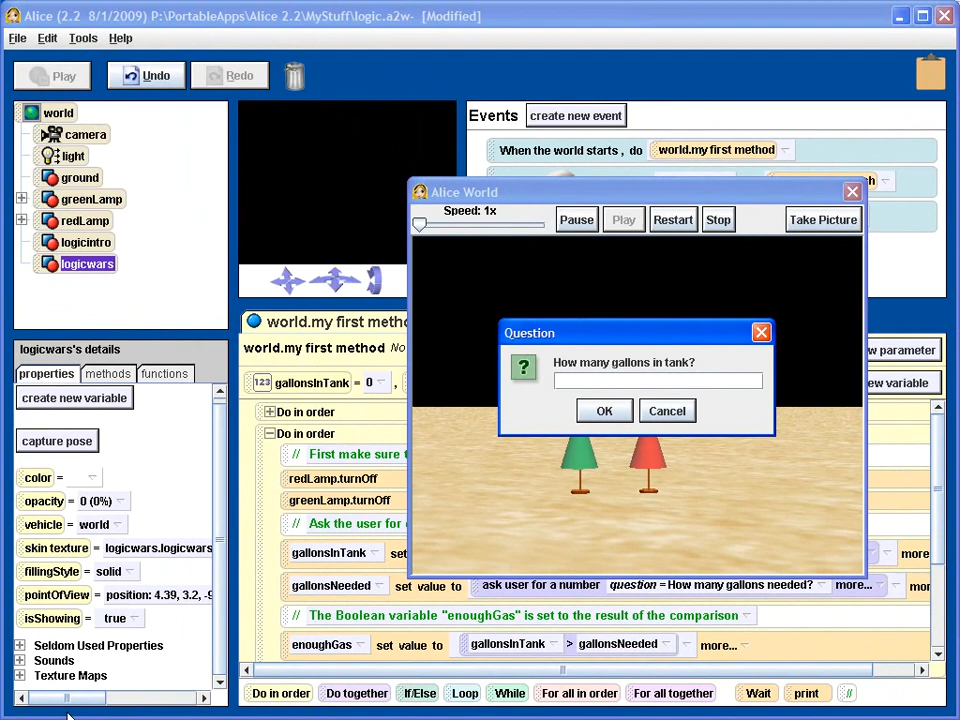 Alice (2.2 8/1/2009) P:\PortableApps\Alice 2.2\MyStuff\logic.a2w- [Modified]
File Edit Tools Help
Play Undo Redo
world
camera
light
ground
greenLamp
redLamp
logicintro
logicwars
Events create new event
When the world starts , do world.my first method
Alice World
Speed: 1x
Pause Play Restart Stop Take Picture
Question
How many gallons in tank?
OK Cancel
logicwars's details
properties methods functions
create new variable
capture pose
color =
opacity = 0 (0%)
vehicle = world
skin texture = logicwars.logicwars
fillingStyle = solid
pointOfView = position: 4.39, 3.2, -9
isShowing = true
Seldom Used Properties
Sounds
Texture Maps
world.my first metho
world.my first method No
parameter
variable
123 gallonsInTank = 0 ,
Do in order
Do in order
// First make sure t
redLamp.turnOff
greenLamp.turnOff
// Ask the user for
gallonsInTank set more
gallonsNeeded set value to ask user for a number question = How many gallons needed? more...
// The Boolean variable "enoughGas" is set to the result of the comparison
enoughGas set value to gallonsInTank > gallonsNeeded more...
Do in order Do together If/Else Loop While For all in order For all together Wait print //